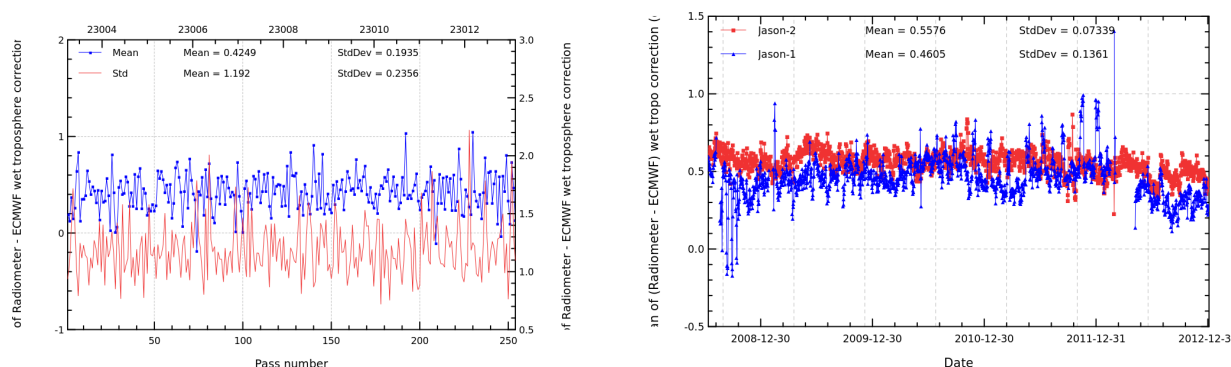 23004 23006 23008 23010 23012
2 3.0
Mean Mean = 0.4249 StdDev = 0.1935
Std Mean = 1.192 StdDev = 0.2356
2.5
1 2.0
1.5
0 1.0
-1 0.5
50 100 150 200 250
Pass number
of Radiometer - ECMWF wet troposphere correction
of Radiometer - ECMWF wet troposphere correction
1.5
Jason-2 Mean = 0.5576 StdDev = 0.07339
Jason-1 Mean = 0.4605 StdDev = 0.1361
1.0
0.5
0.0
-0.5
2008-12-30 2009-12-30 2010-12-30 2011-12-31 2012-12-3
Date
of (Radiometer - ECMWF) wet tropo correction (